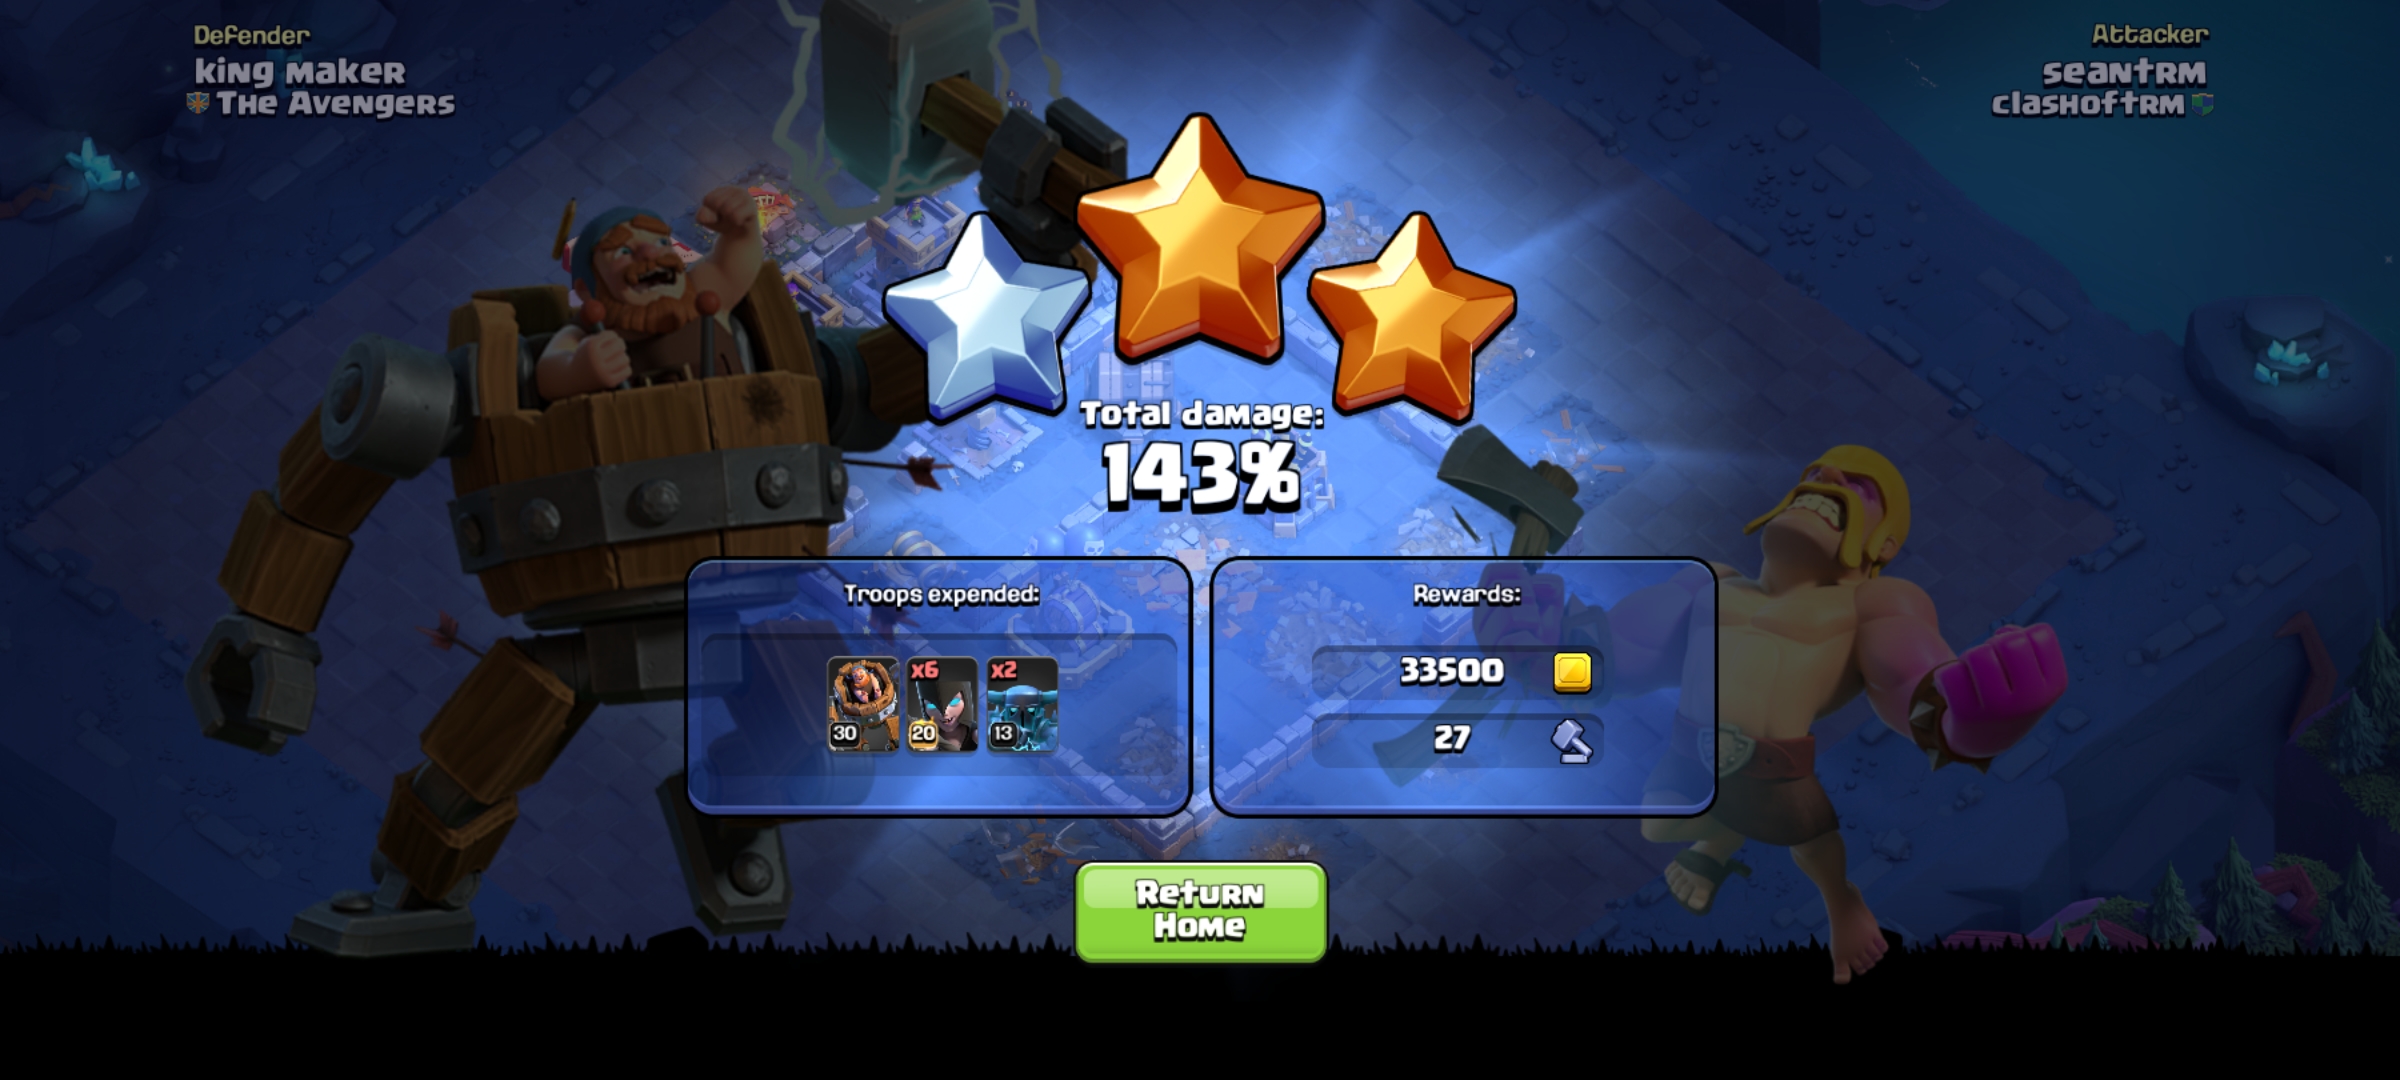 Defender
king maker
The Avengers
Attacker
seantrm
clashoftrm
Total damage:
143%
Troops expended:
x6
x2
30
20
13
Rewards:
33500
27
Return
Home